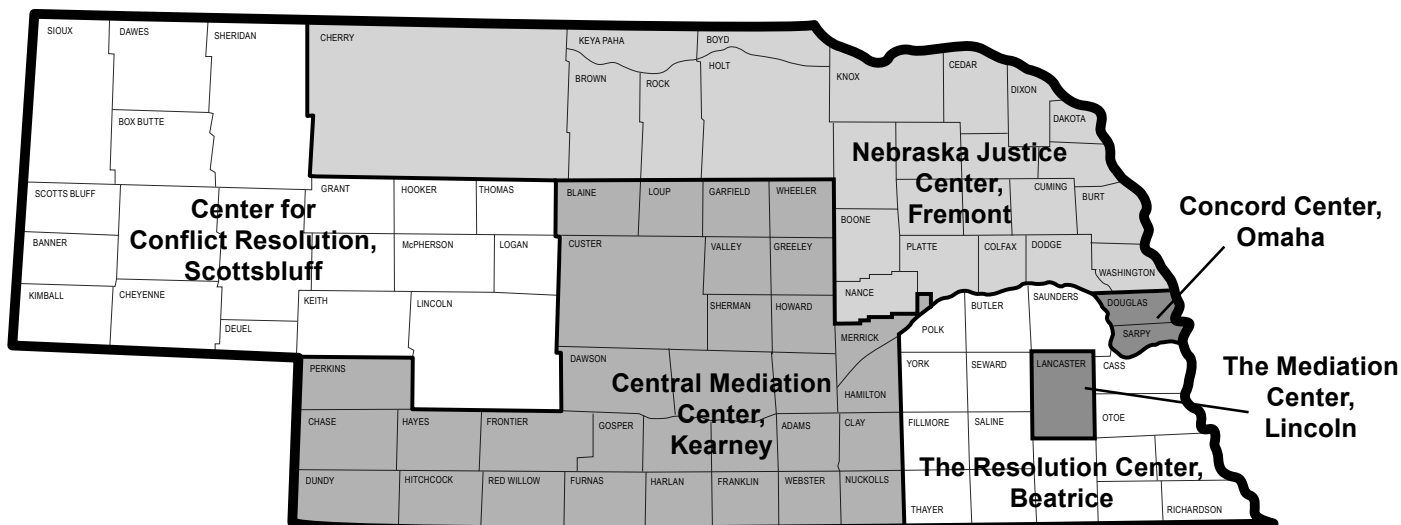 SIOUX
DAWES
SHERIDAN
CHERRY
KEYA PAHA
BOYD
HOLT
BROWN
ROCK
KNOX
CEDAR
DIXON
DAKOTA
BOX BUTTE
Nebraska Justice
Center,
Fremont
CUMING
BURT
SCOTTS BLUFF
GRANT
HOOKER
THOMAS
BLAINE
LOUP
GARFIELD
WHEELER
BOONE
Center for
Conflict Resolution,
Scottsbluff
Concord Center,
Omaha
BANNER
McPHERSON
LOGAN
CUSTER
VALLEY
GREELEY
PLATTE
COLFAX
DODGE
WASHINGTON
KIMBALL
CHEYENNE
DEUEL
KEITH
LINCOLN
SHERMAN
HOWARD
NANCE
MERRICK
POLK
BUTLER
SAUNDERS
DOUGLAS
SARPY
PERKINS
DAWSON
Central Mediation
Center,
Kearney
HAMILTON
YORK
SEWARD
LANCASTER
CASS
The Mediation
Center,
Lincoln
CHASE
HAYES
FRONTIER
GOSPER
ADAMS
CLAY
FILLMORE
SALINE
OTOE
The Resolution Center,
Beatrice
DUNDY
HITCHCOCK
RED WILLOW
FURNAS
HARLAN
FRANKLIN
WEBSTER
NUCKOLLS
THAYER
RICHARDSON